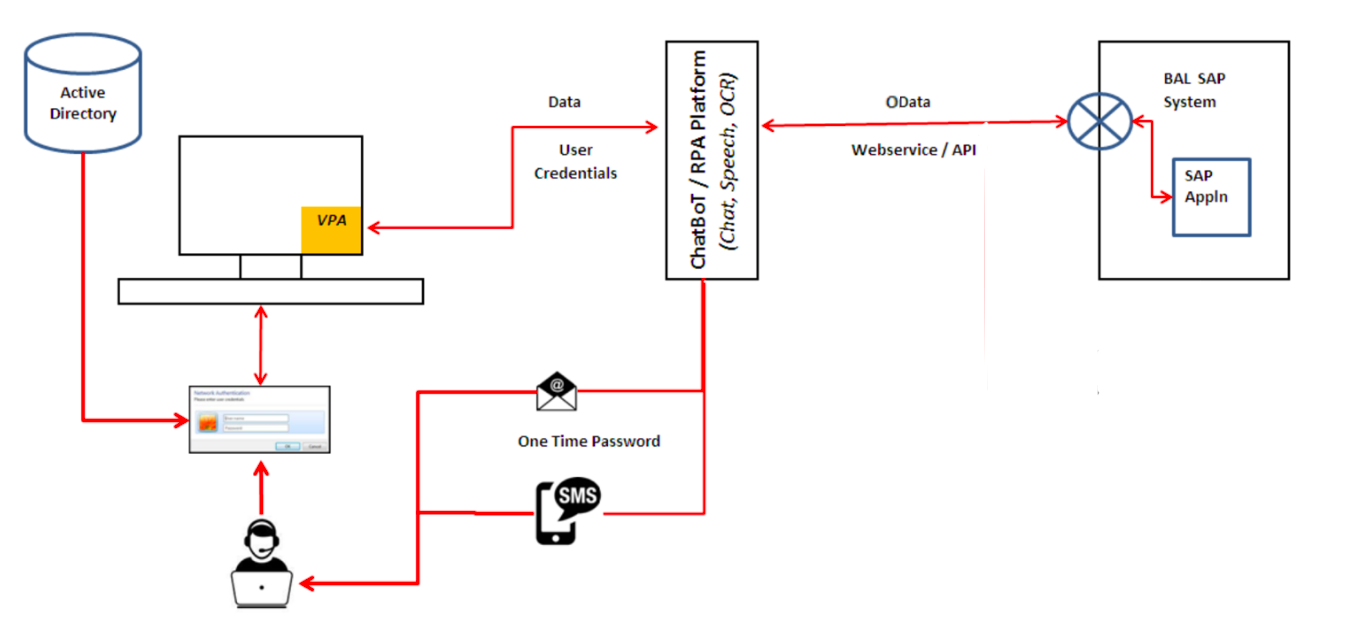 Active
Directory
VPA
Data
User
Credentials
ChatBoT / RPA Platform
(Chat, Speech, OCR)
OData
Webservice / API
BAL SAP
System
SAP
Appln
Network Authentication
Please enter user credentials
User name
Password
OK
Cancel
@
One Time Password
SMS